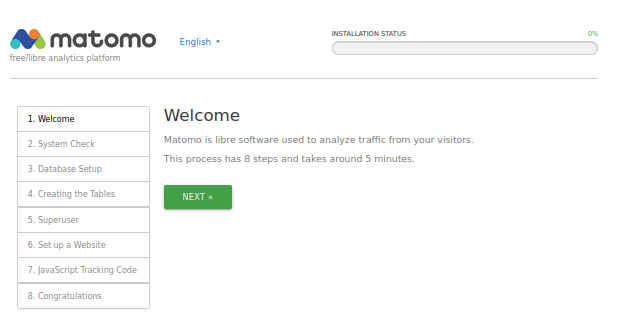 matomo
free/libre analytics platform
English
INSTALLATION STATUS 0%
1. Welcome
2. System Check
3. Database Setup
4. Creating the Tables
5. Superuser
6. Set up a Website
7. JavaScript Tracking Code
8. Congratulations
Welcome
Matomo is libre software used to analyze traffic from your visitors.
This process has 8 steps and takes around 5 minutes.
NEXT »